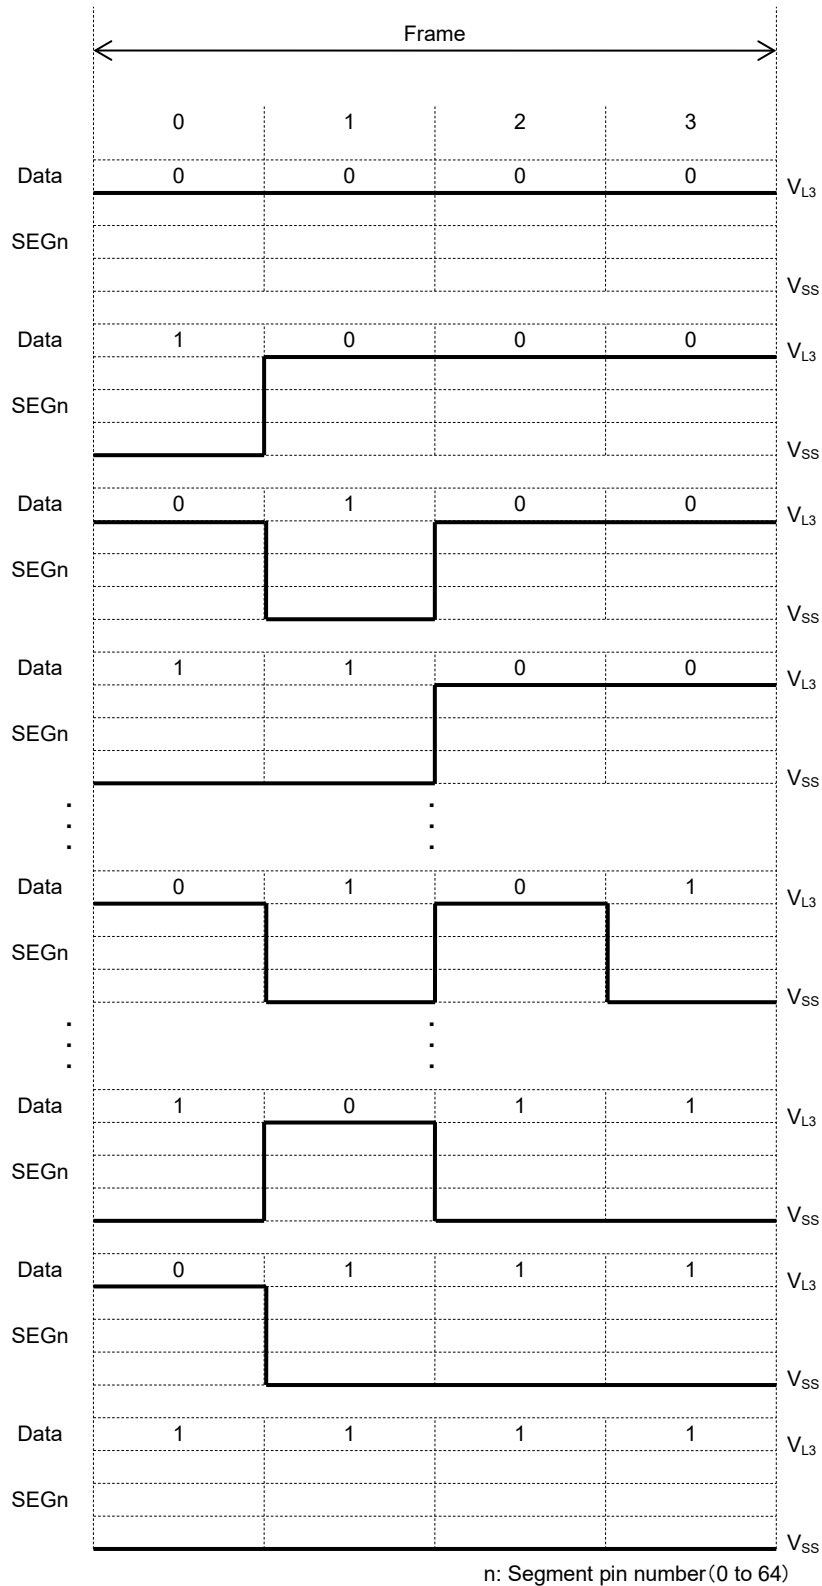 Frame
0 1 2 3
Data 0 0 0 0 VL3
SEGn
VSS
Data 1 0 0 0 VL3
SEGn
VSS
Data 0 1 0 0 VL3
SEGn
VSS
Data 1 1 0 0 VL3
SEGn
VSS
Data 0 1 0 1 VL3
SEGn
VSS
Data 1 0 1 1 VL3
SEGn
VSS
Data 0 1 1 1 VL3
SEGn
VSS
Data 1 1 1 1 VL3
SEGn
VSS
n: Segment pin number(0 to 64)